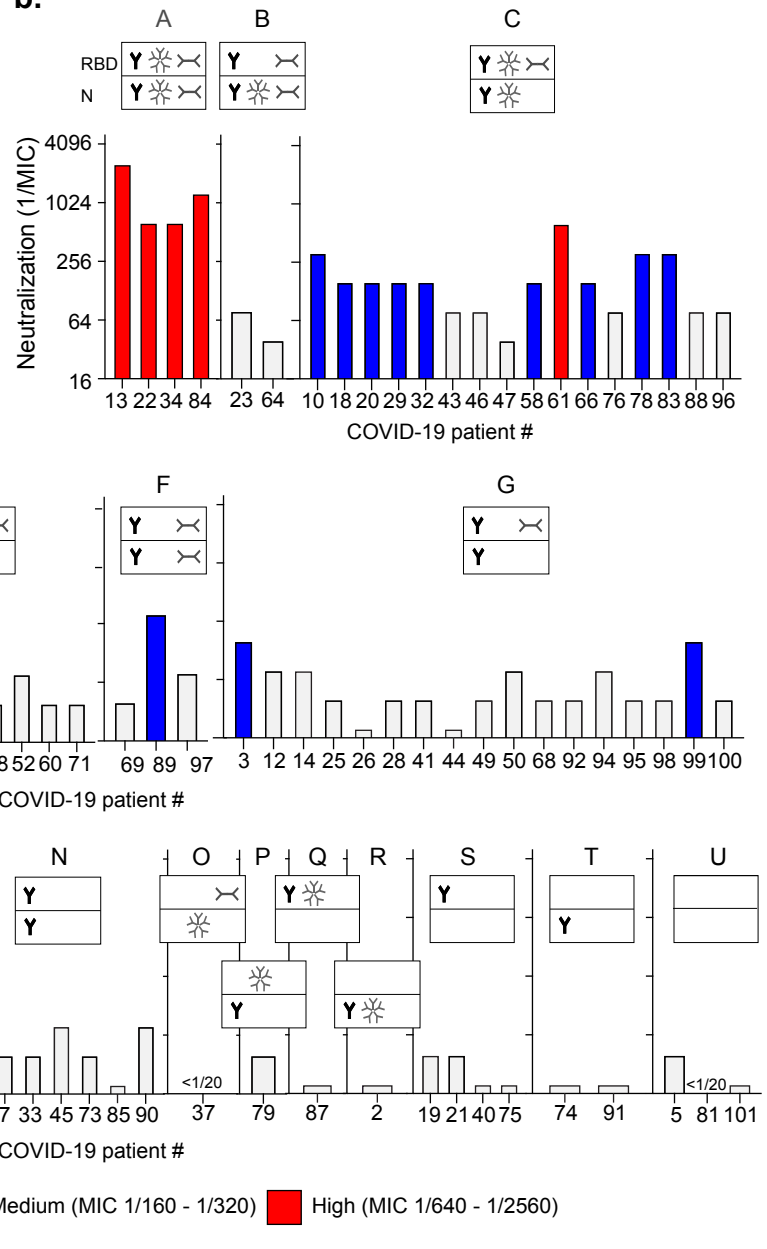 b.
A B C
RBD
N
Neutralization (1/MIC)
4096
1024
256
64
16
13 22 34 84 23 64 10 18 20 29 32 43 46 47 58 61 66 76 78 83 88 96
COVID-19 patient #
F G
8 52 60 71 69 89 97 3 12 14 25 26 28 41 44 49 50 68 92 94 95 98 99 100
COVID-19 patient #
N O P Q R S T U
<1/20 <1/20
7 33 45 73 85 90 37 79 87 2 19 21 40 75 74 91 5 81 101
COVID-19 patient #
Medium (MIC 1/160 - 1/320) High (MIC 1/640 - 1/2560)